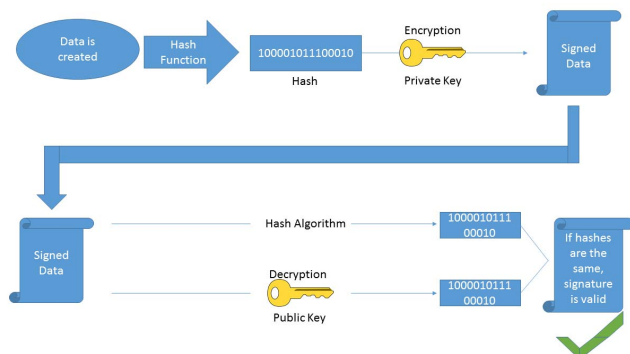 Data is
created
Hash
Function
100001011100010
Hash
Encryption
Private Key
Signed
Data
Signed
Data
Hash Algorithm
1000010111
00010
Decryption
Public Key
1000010111
00010
If hashes
are the
same,
signature
is valid